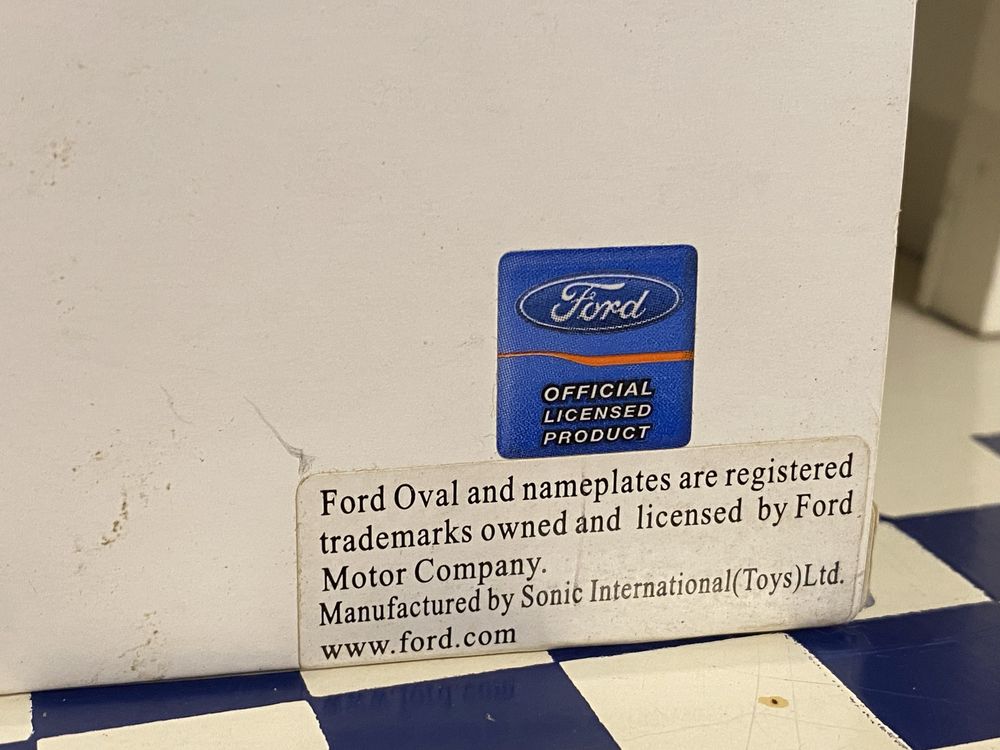 Ford
OFFICIAL
LICENSED
PRODUCT
Ford Oval and nameplates are registered
trademarks owned and licensed by Ford
Motor Company.
Manufactured by Sonic International(Toys)Ltd.
www.ford.com